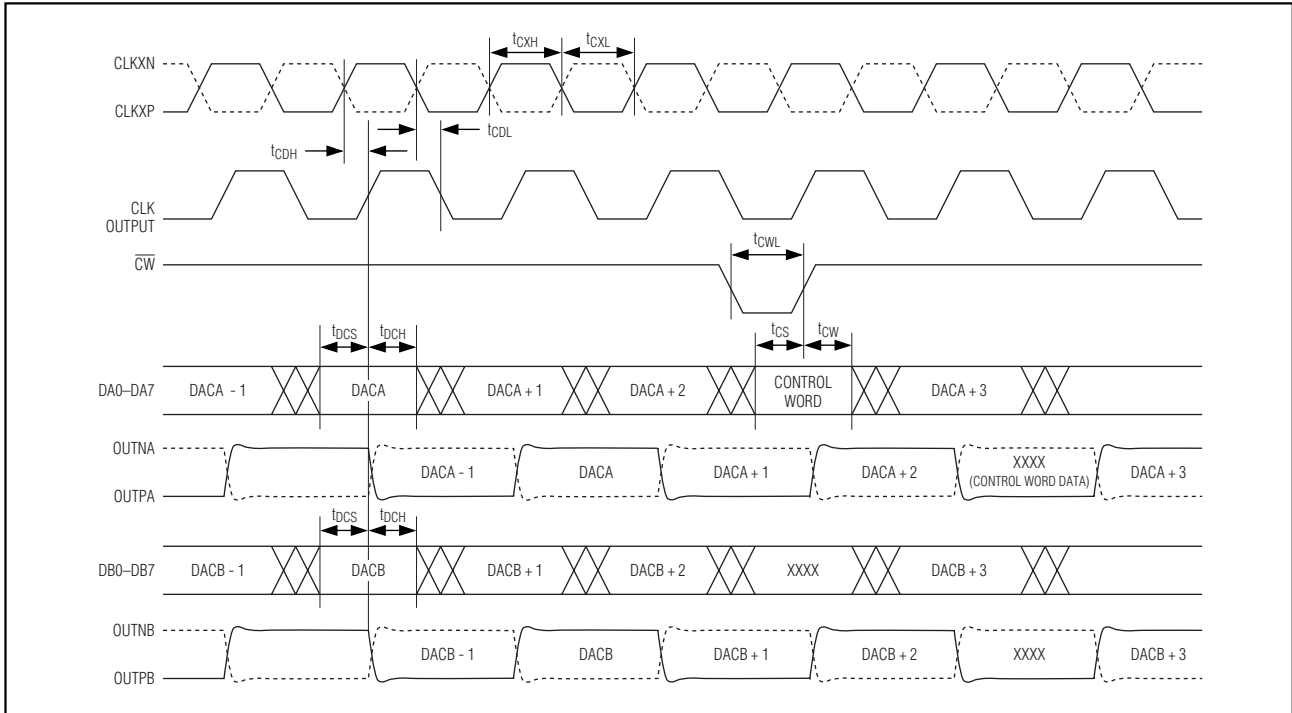 tCXH tCXL
CLKXN
CLKXP
tCDL
tCDH
CLK
OUTPUT
tCWL
CW
tDCS tDCH tCS tCW
DA0–DA7 DACA - 1 DACA DACA + 1 DACA + 2 CONTROL WORD DACA + 3
OUTNA
DACA - 1 DACA DACA + 1 DACA + 2 XXXX (CONTROL WORD DATA) DACA + 3
OUTPA
tDCS tDCH
DB0–DB7 DACB - 1 DACB DACB + 1 DACB + 2 XXXX DACB + 3
OUTNB
DACB - 1 DACB DACB + 1 DACB + 2 XXXX DACB + 3
OUTPB